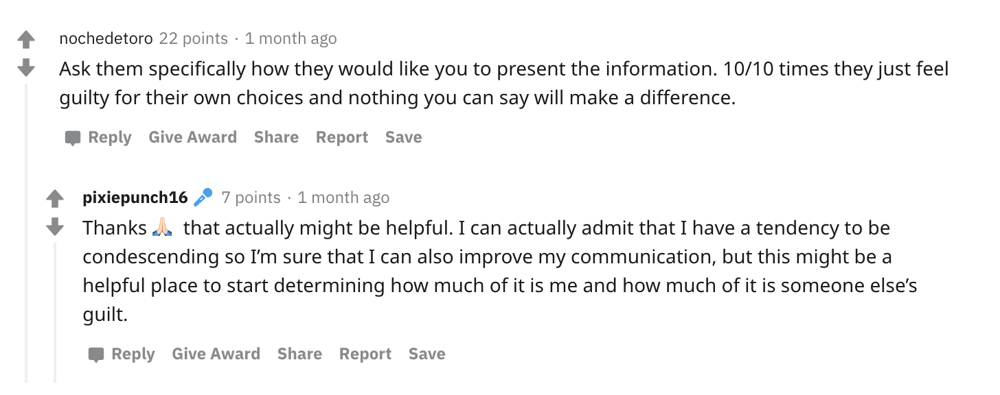 nochedetoro 22 points · 1 month ago
Ask them specifically how they would like you to present the information. 10/10 times they just feel
guilty for their own choices and nothing you can say will make a difference.
Reply Give Award Share Report Save
pixiepunch16 🎤 7 points · 1 month ago
Thanks 🙏🏻 that actually might be helpful. I can actually admit that I have a tendency to be
condescending so I’m sure that I can also improve my communication, but this might be a
helpful place to start determining how much of it is me and how much of it is someone else’s
guilt.
Reply Give Award Share Report Save